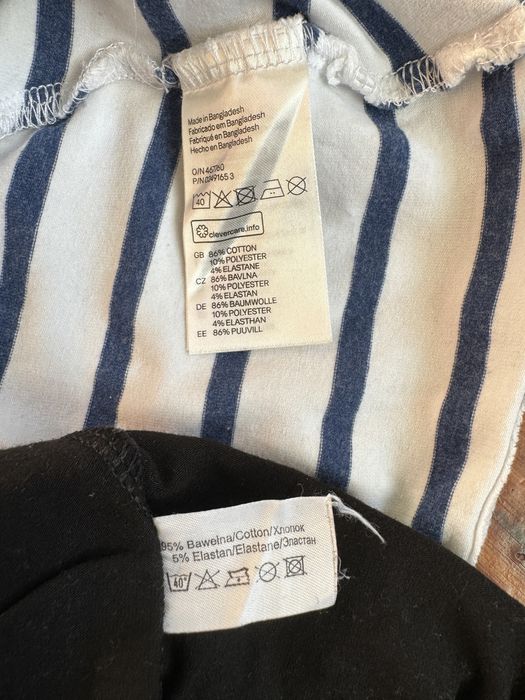 Made in Bangladesh
Fabricado em Bangladesh
Fabriqué en Bangladesh
Hecho en Bangladesh
O/N 46780
P/N 0349165 3
40
clevercare.info
GB 86% COTTON
10% POLYESTER
4% ELASTANE
CZ 86% BAVLNA
10% POLYESTER
4% ELASTAN
DE 86% BAUMWOLLE
10% POLYESTER
4% ELASTHAN
EE 86% PUUVILL
95% Bawełna/Cotton/Хлопок
5% Elastan/Elastane/Эластан
40°